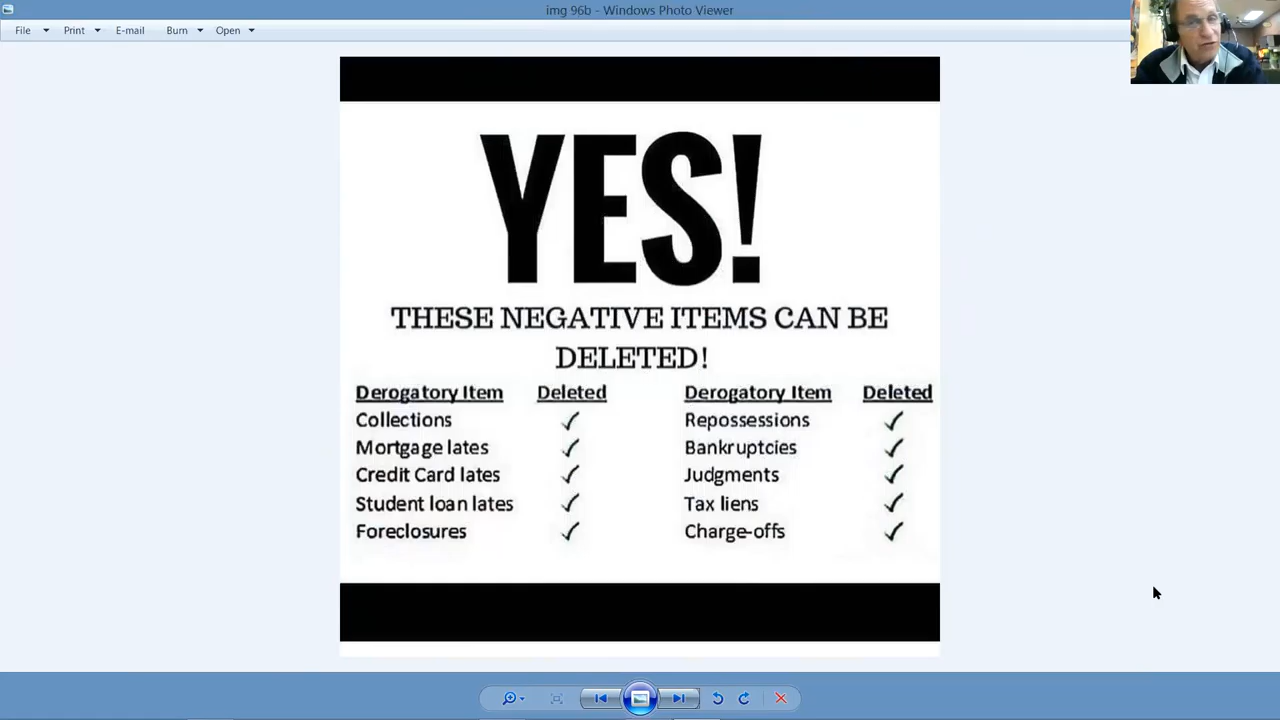 img 96b - Windows Photo Viewer
File Print E-mail Burn Open
YES!
THESE NEGATIVE ITEMS CAN BE
DELETED!
Derogatory Item Deleted Derogatory Item Deleted
Collections ✓ Repossessions ✓
Mortgage lates ✓ Bankruptcies ✓
Credit Card lates ✓ Judgments ✓
Student loan lates ✓ Tax liens ✓
Foreclosures ✓ Charge-offs ✓